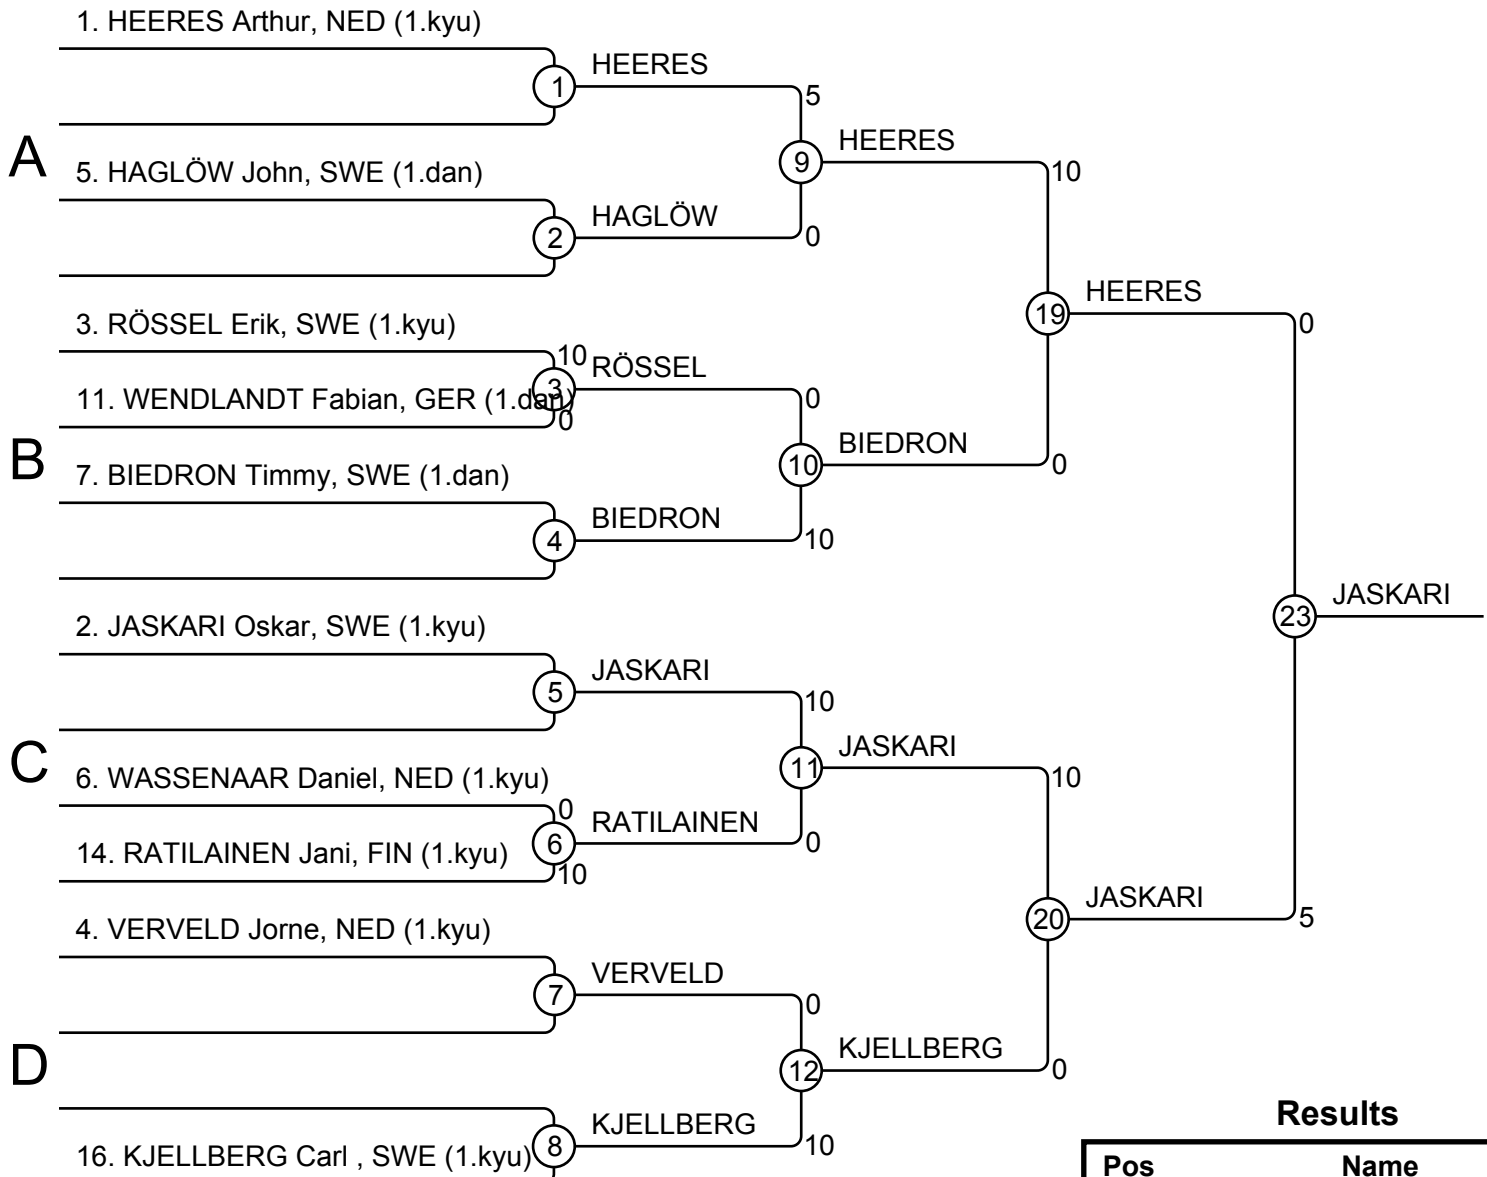 1. HEERES Arthur, NED (1.kyu)
1
HEERES
5
A
9
HEERES
5. HAGLÖW John, SWE (1.dan)
10
2
HAGLÖW
0
19
HEERES
0
3. RÖSSEL Erik, SWE (1.kyu)
10
3
RÖSSEL
11. WENDLANDT Fabian, GER (1.dan)
0
0
B
10
BIEDRON
0
7. BIEDRON Timmy, SWE (1.dan)
4
BIEDRON
10
23
JASKARI
2. JASKARI Oskar, SWE (1.kyu)
5
JASKARI
10
C
11
JASKARI
10
6. WASSENAAR Daniel, NED (1.kyu)
0
6
RATILAINEN
0
14. RATILAINEN Jani, FIN (1.kyu)
10
20
JASKARI
5
4. VERVELD Jorne, NED (1.kyu)
7
VERVELD
0
D
12
KJELLBERG
0
8
KJELLBERG
10
16. KJELLBERG Carl , SWE (1.kyu)
Results
Pos Name